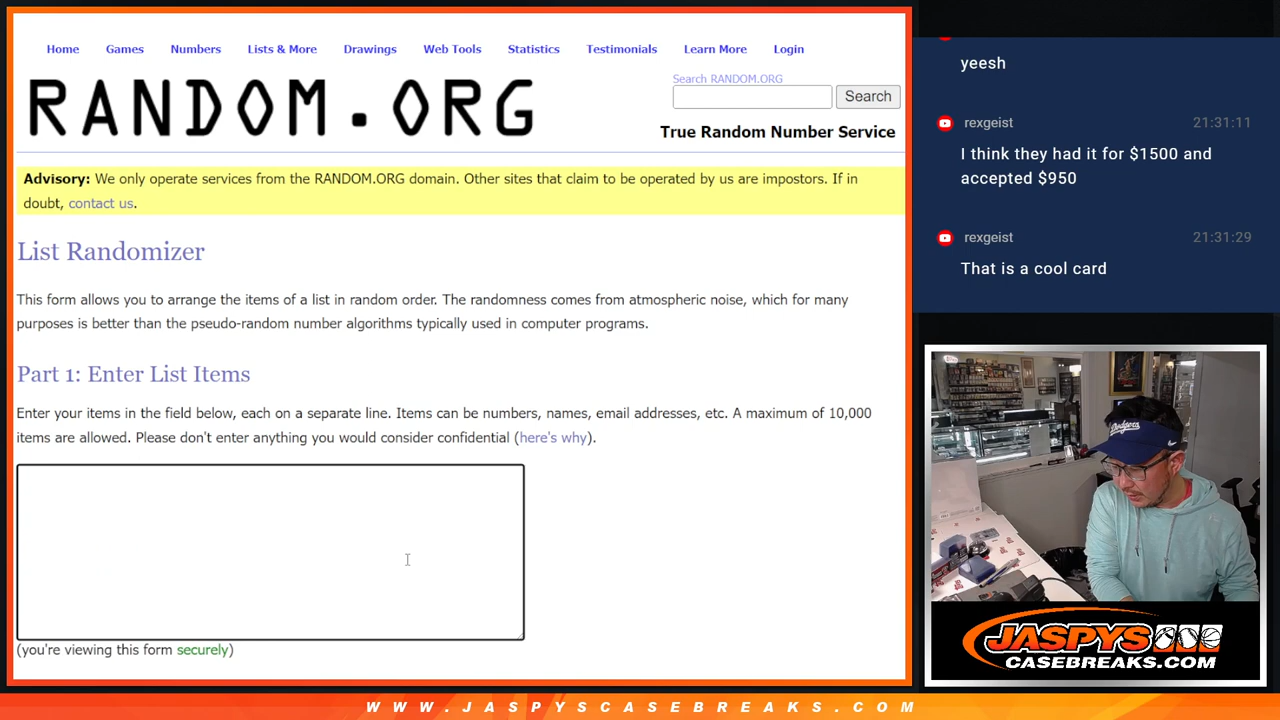 Home Games Numbers Lists & More Drawings Web Tools Statistics Testimonials Learn More Login
RANDOM.ORG
Search RANDOM.ORG
Search
True Random Number Service
Advisory: We only operate services from the RANDOM.ORG domain. Other sites that claim to be operated by us are impostors. If in
doubt, contact us.
List Randomizer
This form allows you to arrange the items of a list in random order. The randomness comes from atmospheric noise, which for many
purposes is better than the pseudo-random number algorithms typically used in computer programs.
Part 1: Enter List Items
Enter your items in the field below, each on a separate line. Items can be numbers, names, email addresses, etc. A maximum of 10,000
items are allowed. Please don't enter anything you would consider confidential (here's why).
(you're viewing this form securely)
yeesh
rexgeist 21:31:11
I think they had it for $1500 and
accepted $950
rexgeist 21:31:29
That is a cool card
Dodgers
JASPYS
CASEBREAKS.COM
WWW.JASPYSCASEBREAKS.COM